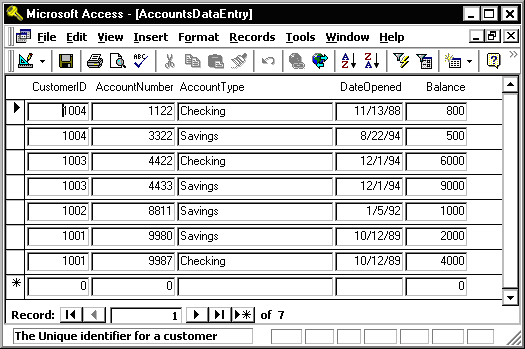 Microsoft Access - [AccountsDataEntry]
File Edit View Insert Format Records Tools Window Help
CustomerID AccountNumber AccountType DateOpened Balance
1004 1122 Checking 11/13/88 800
1004 3322 Savings 8/22/94 500
1003 4422 Checking 12/1/94 6000
1003 4433 Savings 12/1/94 9000
1002 8811 Savings 1/5/92 1000
1001 9980 Savings 10/12/89 2000
1001 9987 Checking 10/12/89 4000
0 0 0
Record: 1 of 7
The Unique identifier for a customer